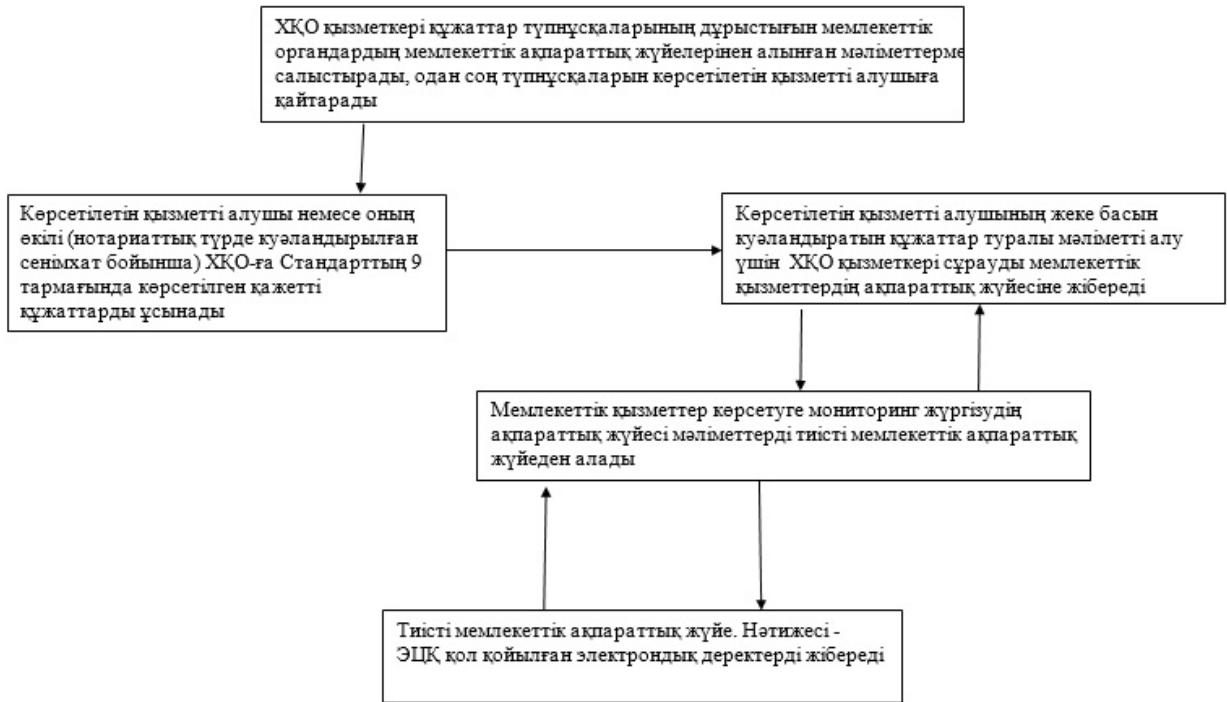 ХҚО қызметкері құжаттар түпнұсқаларының дұрыстығын мемлекеттік
органдардың мемлекеттік ақпараттық жүйелерінен алынған мәліметтерме
салыстырады, одан соң түпнұсқаларын көрсетілетін қызметті алушыға
қайтарады
Көрсетілетін қызметті алушы немесе оның
өкілі (нотариаттық түрде куәландырылған
сенімхат бойынша) ХҚО-ға Стандарттың 9
тармағында көрсетілген қажетті
құжаттарды ұсынады
Көрсетілетін қызметті алушының жеке басын
куәландыратын құжаттар туралы мәліметті алу
үшін ХҚО қызметкері сұрауды мемлекеттік
қызметтердің ақпараттық жүйесіне жібереді
Мемлекеттік қызметтер көрсетуге мониторинг жүргізудің
ақпараттық жүйесі мәліметтерді тиісті мемлекеттік ақпараттық
жүйеден алады
Тиісті мемлекеттік ақпараттық жүйе. Нәтижесі -
ЭЦҚ қол қойылған электрондық деректерді жібереді